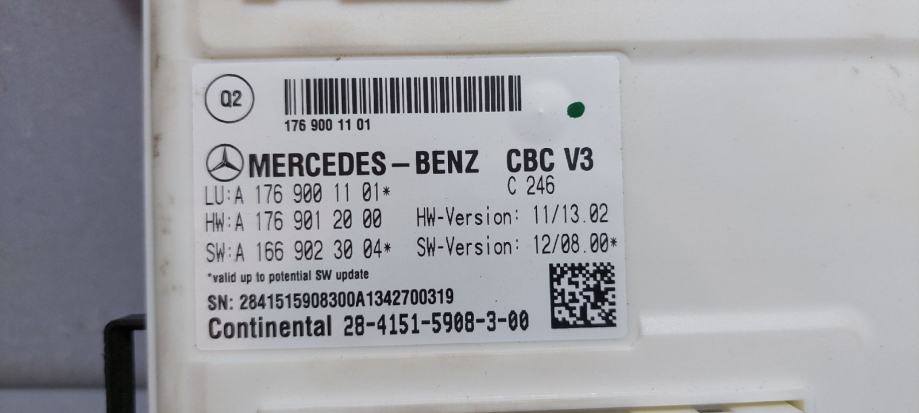 Q2
176 900 11 01
MERCEDES-BENZ CBC V3
LU:A 176 900 11 01* C 246
HW:A 176 901 20 00 HW-Version: 11/13.02
SW:A 166 902 30 04* SW-Version: 12/08.00*
*valid up to potential SW update
SN: 2841515908300A1342700319
Continental 28-4151-5908-3-00